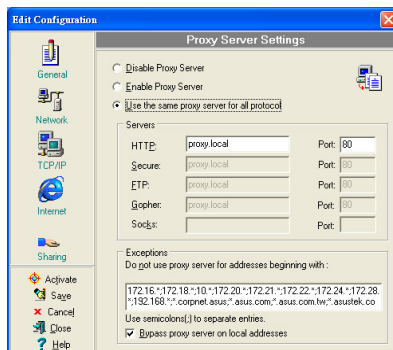 Edit Configuration
Proxy Server Settings
General
Network
TCP/IP
Internet
Sharing
Activate
Save
Cancel
Close
Help
Disable Proxy Server
Enable Proxy Server
Use the same proxy server for all protocol
Servers
HTTP: proxy.local Port: 80
Secure: proxy.local Port: 80
FTP: proxy.local Port: 80
Gopher: proxy.local Port: 80
Socks: Port:
Exceptions
Do not use proxy server for addresses beginning with :
172.16.*;172.18.*;10.*;172.20.*;172.21.*;172.22.*;172.24.*;172.28
.*;192.168.*;*.corpnet.asus;*.asus.com;*.asus.com.tw;*.asustek.co
Use semicolons(;) to separate entries.
Bypass proxy server on local addresses